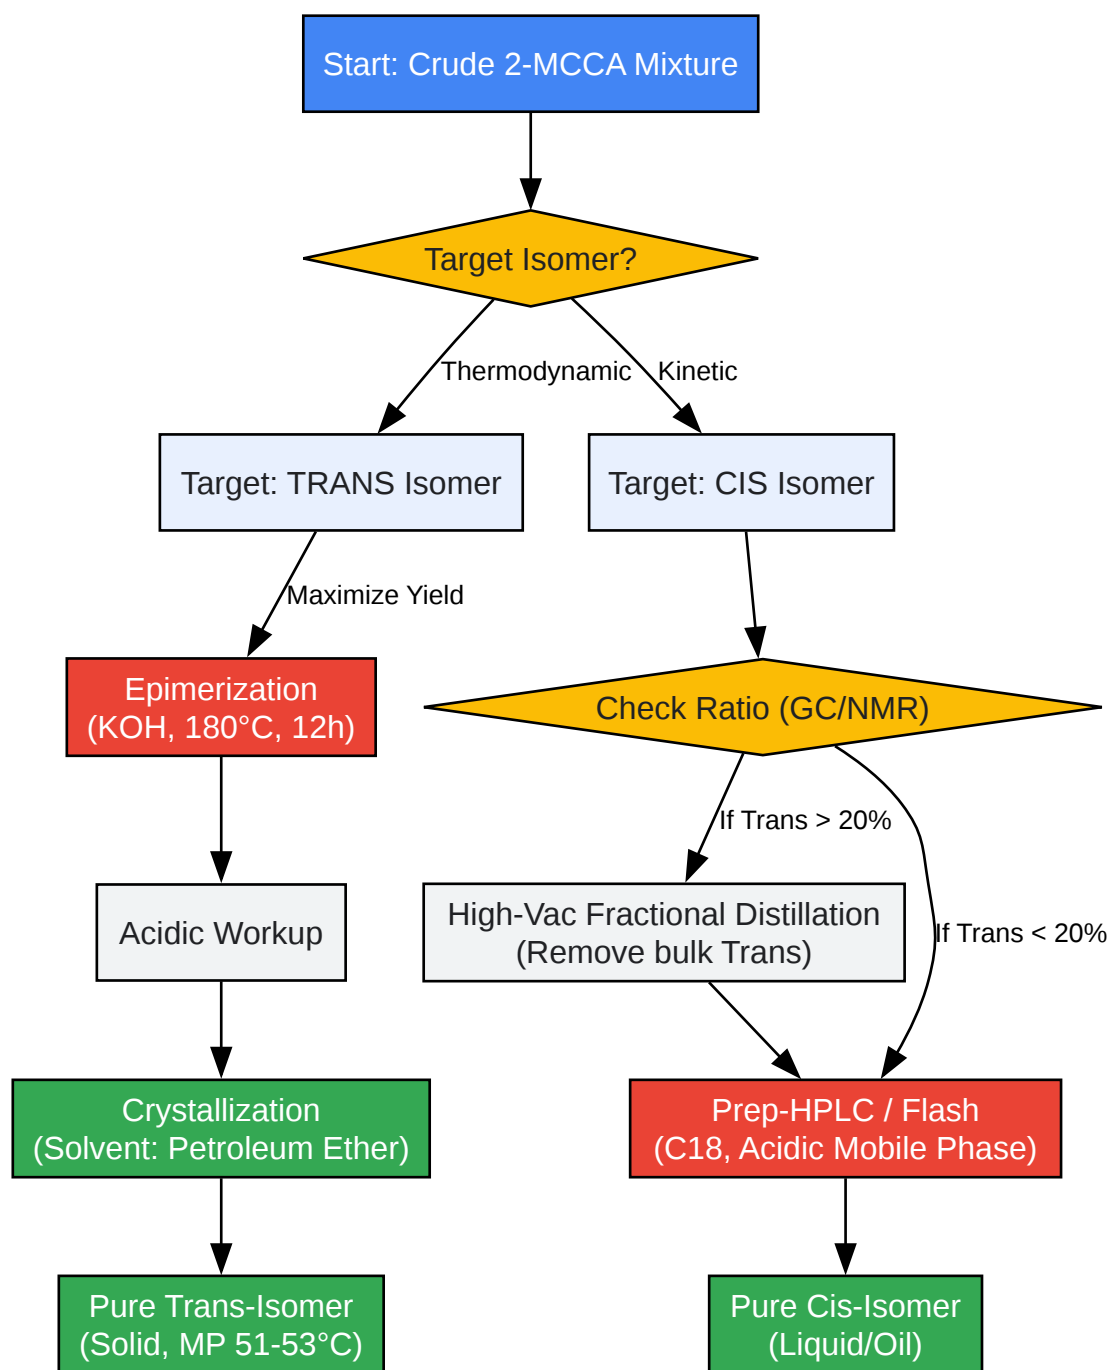 Start: Crude 2-MCCA Mixture
Target Isomer?
Thermodynamic
Kinetic
Target: TRANS Isomer
Target: CIS Isomer
Maximize Yield
Epimerization
(KOH, 180°C, 12h)
Check Ratio (GC/NMR)
If Trans > 20%
Acidic Workup
High-Vac Fractional Distillation
(Remove bulk Trans)
If Trans < 20%
Crystallization
(Solvent: Petroleum Ether)
Prep-HPLC / Flash
(C18, Acidic Mobile Phase)
Pure Trans-Isomer
(Solid, MP 51-53°C)
Pure Cis-Isomer
(Liquid/Oil)